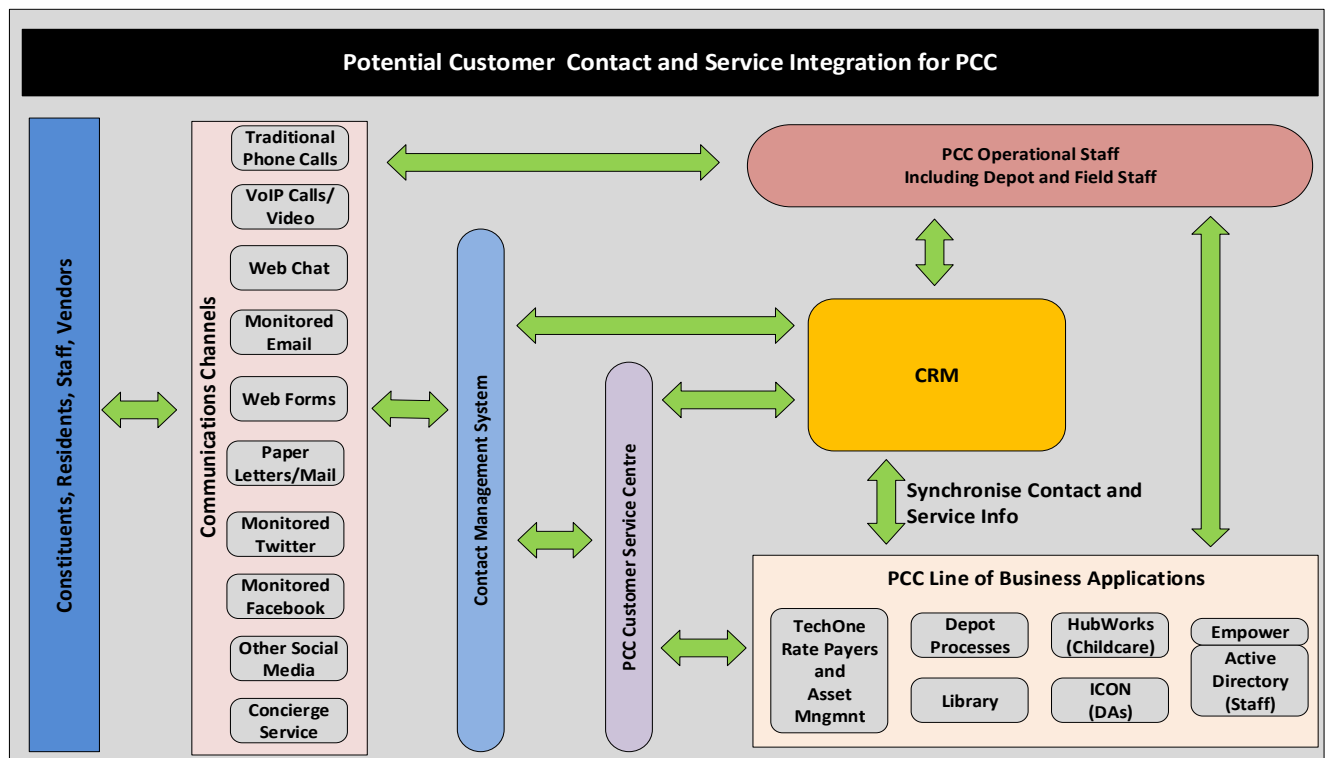 Potential Customer Contact and Service Integration for PCC
Constituents, Residents, Staff, Vendors
Communications Channels
Traditional
Phone Calls
VoIP Calls/
Video
Web Chat
Monitored
Email
Web Forms
Paper
Letters/Mail
Monitored
Twitter
Monitored
Facebook
Other Social
Media
Concierge
Service
Contact Management System
PCC Customer Service Centre
PCC Operational Staff
Including Depot and Field Staff
CRM
Synchronise Contact and
Service Info
PCC Line of Business Applications
TechOne
Rate Payers
and
Asset
Mngmnt
Depot
Processes
Library
HubWorks
(Childcare)
ICON
(DAs)
Empower
Active
Directory
(Staff)